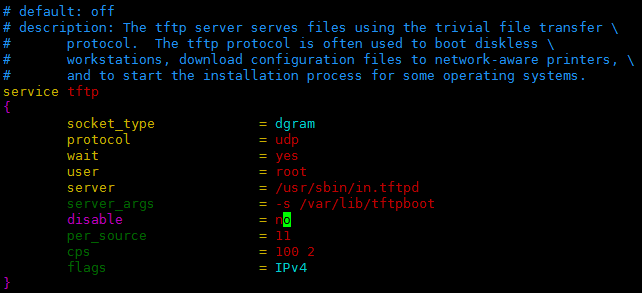 # default: off
# description: The tftp server serves files using the trivial file transfer \
#       protocol.  The tftp protocol is often used to boot diskless \
#       workstations, download configuration files to network-aware printers, \
#       and to start the installation process for some operating systems.
service tftp
{
        socket_type             = dgram
        protocol                = udp
        wait                    = yes
        user                    = root
        server                  = /usr/sbin/in.tftpd
        server_args             = -s /var/lib/tftpboot
        disable                 = no
        per_source              = 11
        cps                     = 100 2
        flags                   = IPv4
}